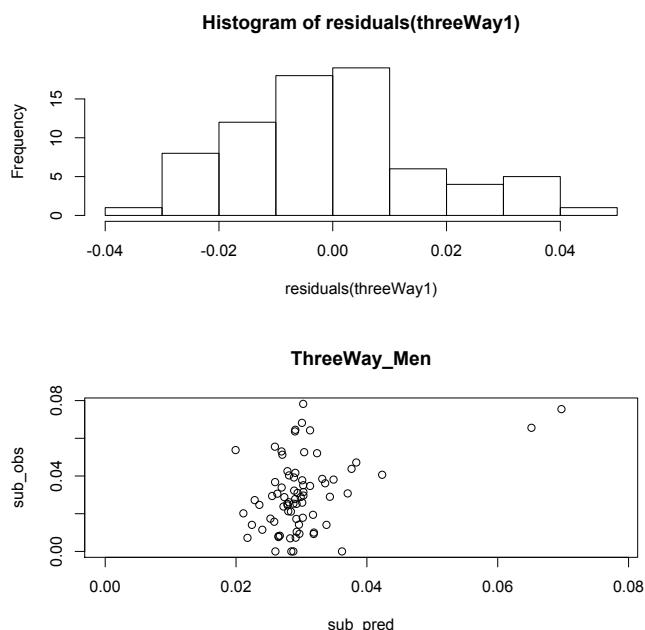 Histogram of residuals(threeWay1)
Frequency
15
10
5
0
-0.04
-0.02
0.00
0.02
0.04
residuals(threeWay1)
ThreeWay_Men
sub_obs
0.08
0.04
0.00
0.00
0.02
0.04
0.06
0.08
sub_pred